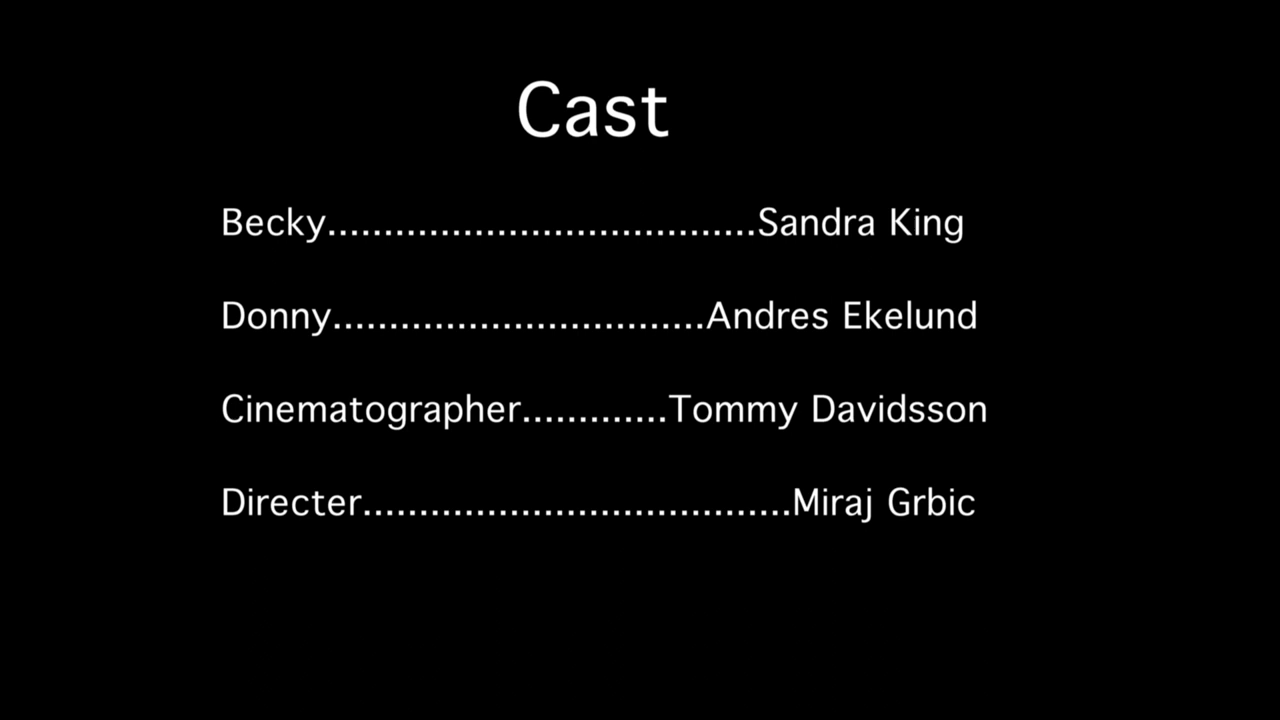 Cast
Becky......................................Sandra King
Donny.................................Andres Ekelund
Cinematographer.............Tommy Davidsson
Directer......................................Miraj Grbic